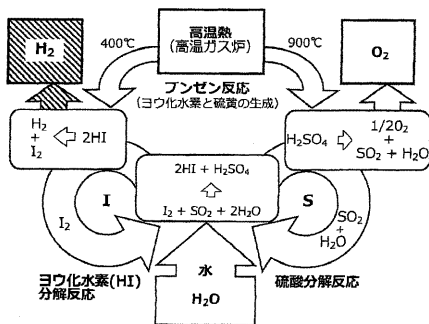 高温熱
(高温ガス炉)
400℃
900℃
H₂
O₂
ブンゼン反応
(ヨウ化水素と硫黄の生成)
H₂
+
I₂
2HI
H₂SO₄
1/2O₂
+
SO₂ + H₂O
2HI + H₂SO₄
I₂ + SO₂ + 2H₂O
I
S
I₂
SO₂
+
H₂O
ヨウ化水素(HI)
分解反応
水
H₂O
硫酸分解反応